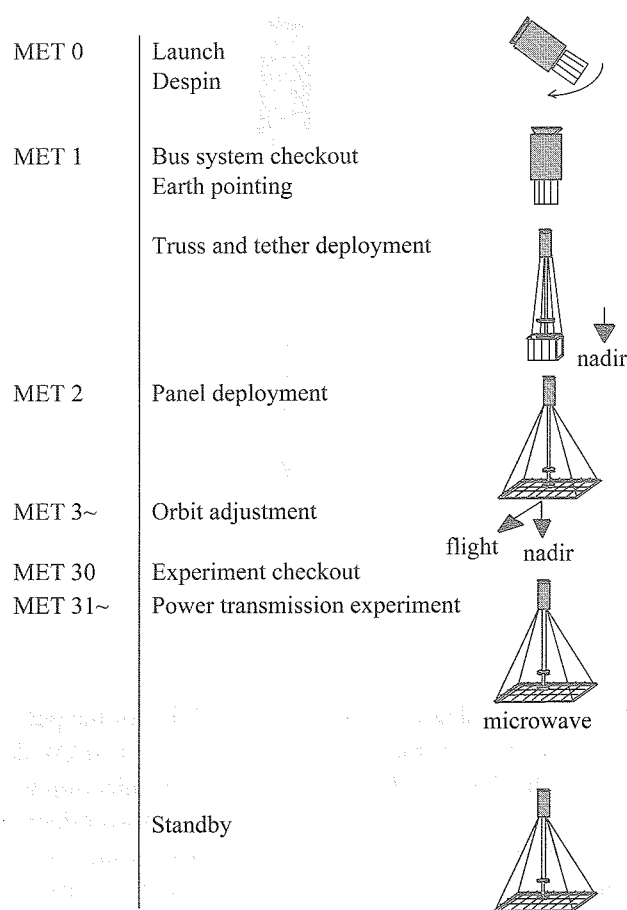 MET 0 Launch
Despin
MET 1 Bus system checkout
Earth pointing
Truss and tether deployment
nadir
MET 2 Panel deployment
MET 3~ Orbit adjustment
flight nadir
MET 30 Experiment checkout
MET 31~ Power transmission experiment
microwave
Standby